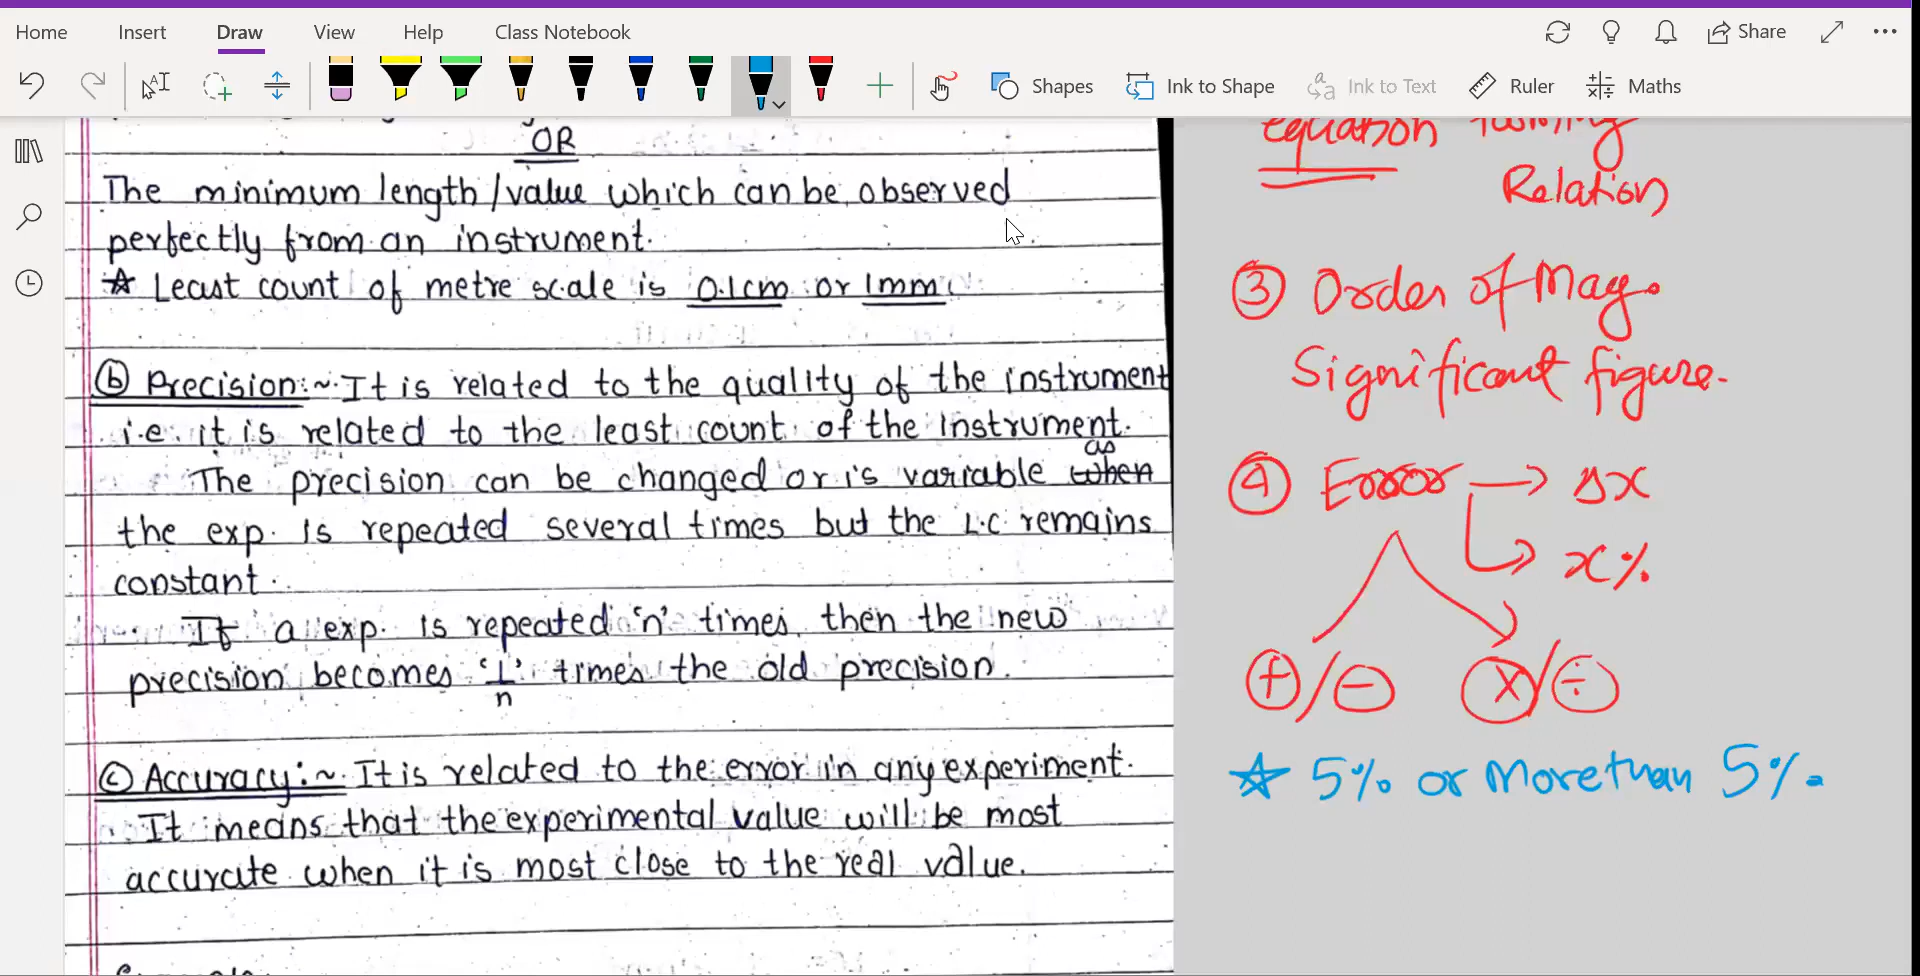 Home Insert Draw View Help Class Notebook Share
Shapes Ink to Shape Ink to Text Ruler Maths
OR
The minimum length/value which can be observed
perfectly from an instrument.
☆ Least count of metre scale is 0.1cm or 1mm
ⓑ Precision:~ It is related to the quality of the instrument
i.e. it is related to the least count of the instrument.
as
The precision can be changed or is variable when
the exp. is repeated several times but the L.C remains
constant.
If a exp. is repeated 'n' times, then the new
precision becomes '1/n' times the old precision.
ⓒ Accuracy:~ It is related to the error in any experiment.
It means that the experimental value will be most
accurate when it is most close to the real value.
equation
Relation
③ Order of Mag.
Significant figure.
④ Error → Δx
→ x%
+/- ×/÷
☆ 5% or More than 5%.